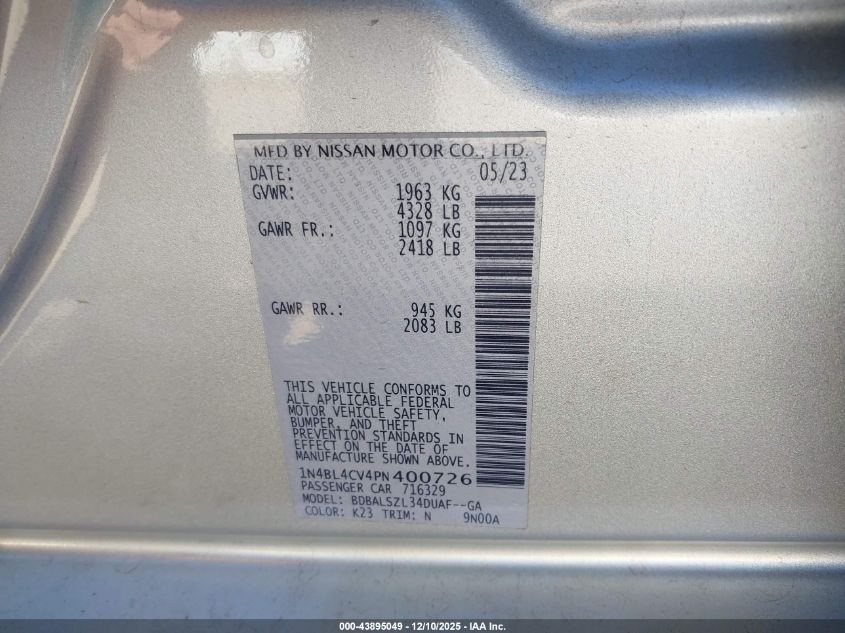 MFD BY NISSAN MOTOR CO., LTD.
DATE: 05/23
GVWR: 1963 KG
4328 LB
GAWR FR.: 1097 KG
2418 LB
GAWR RR.: 945 KG
2083 LB
THIS VEHICLE CONFORMS TO
ALL APPLICABLE FEDERAL
MOTOR VEHICLE SAFETY,
BUMPER, AND THEFT
PREVENTION STANDARDS IN
EFFECT ON THE DATE OF
MANUFACTURE SHOWN ABOVE.
1N4BL4CV4PN400726
PASSENGER CAR 716329
MODEL: BDBALSZL34DUAF--GA
COLOR: K23 TRIM: N 9N00A
000-43895049 - 12/10/2025 - IAA Inc.